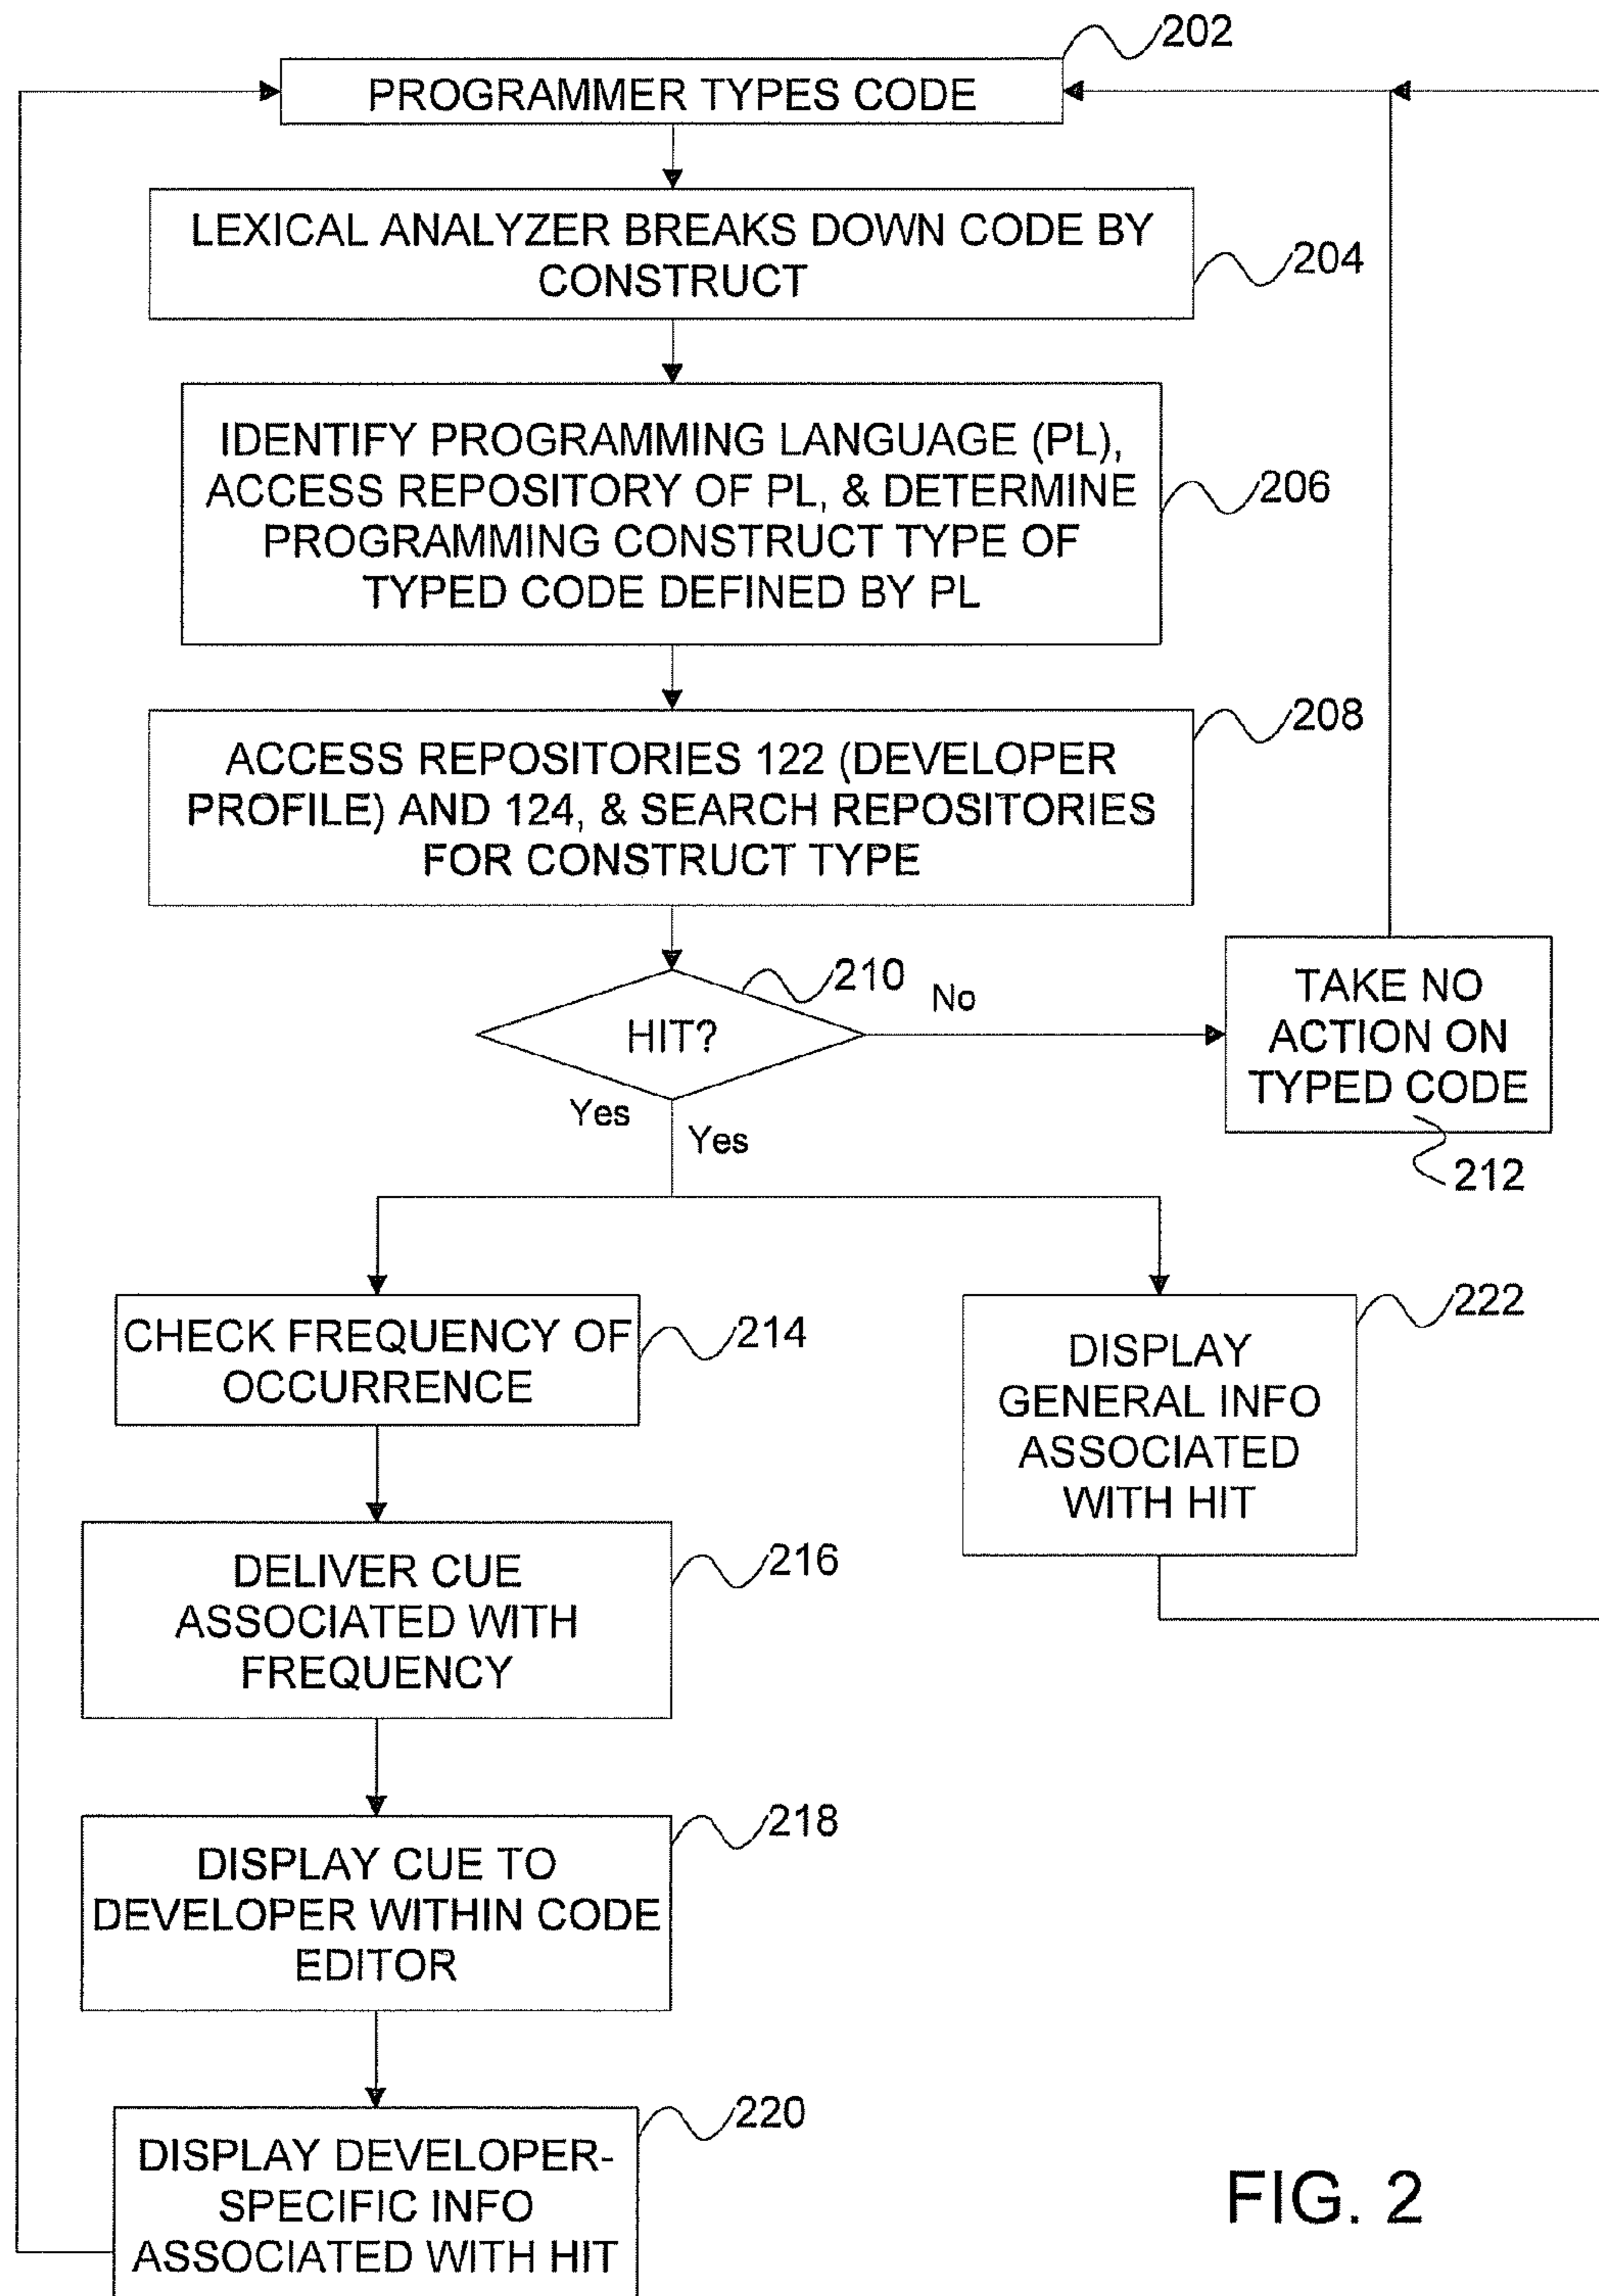 202
PROGRAMMER TYPES CODE
LEXICAL ANALYZER BREAKS DOWN CODE BY
CONSTRUCT
204
IDENTIFY PROGRAMMING LANGUAGE (PL),
ACCESS REPOSITORY OF PL, & DETERMINE
PROGRAMMING CONSTRUCT TYPE OF
TYPED CODE DEFINED BY PL
206
208
ACCESS REPOSITORIES 122 (DEVELOPER
PROFILE) AND 124, & SEARCH REPOSITORIES
FOR CONSTRUCT TYPE
210
HIT?
No
TAKE NO
ACTION ON
TYPED CODE
212
Yes
Yes
CHECK FREQUENCY OF
OCCURRENCE
214
222
DISPLAY
GENERAL INFO
ASSOCIATED
WITH HIT
DELIVER CUE
ASSOCIATED WITH
FREQUENCY
216
DISPLAY CUE TO
DEVELOPER WITHIN CODE
EDITOR
218
DISPLAY DEVELOPER-
SPECIFIC INFO
ASSOCIATED WITH HIT
220
FIG. 2